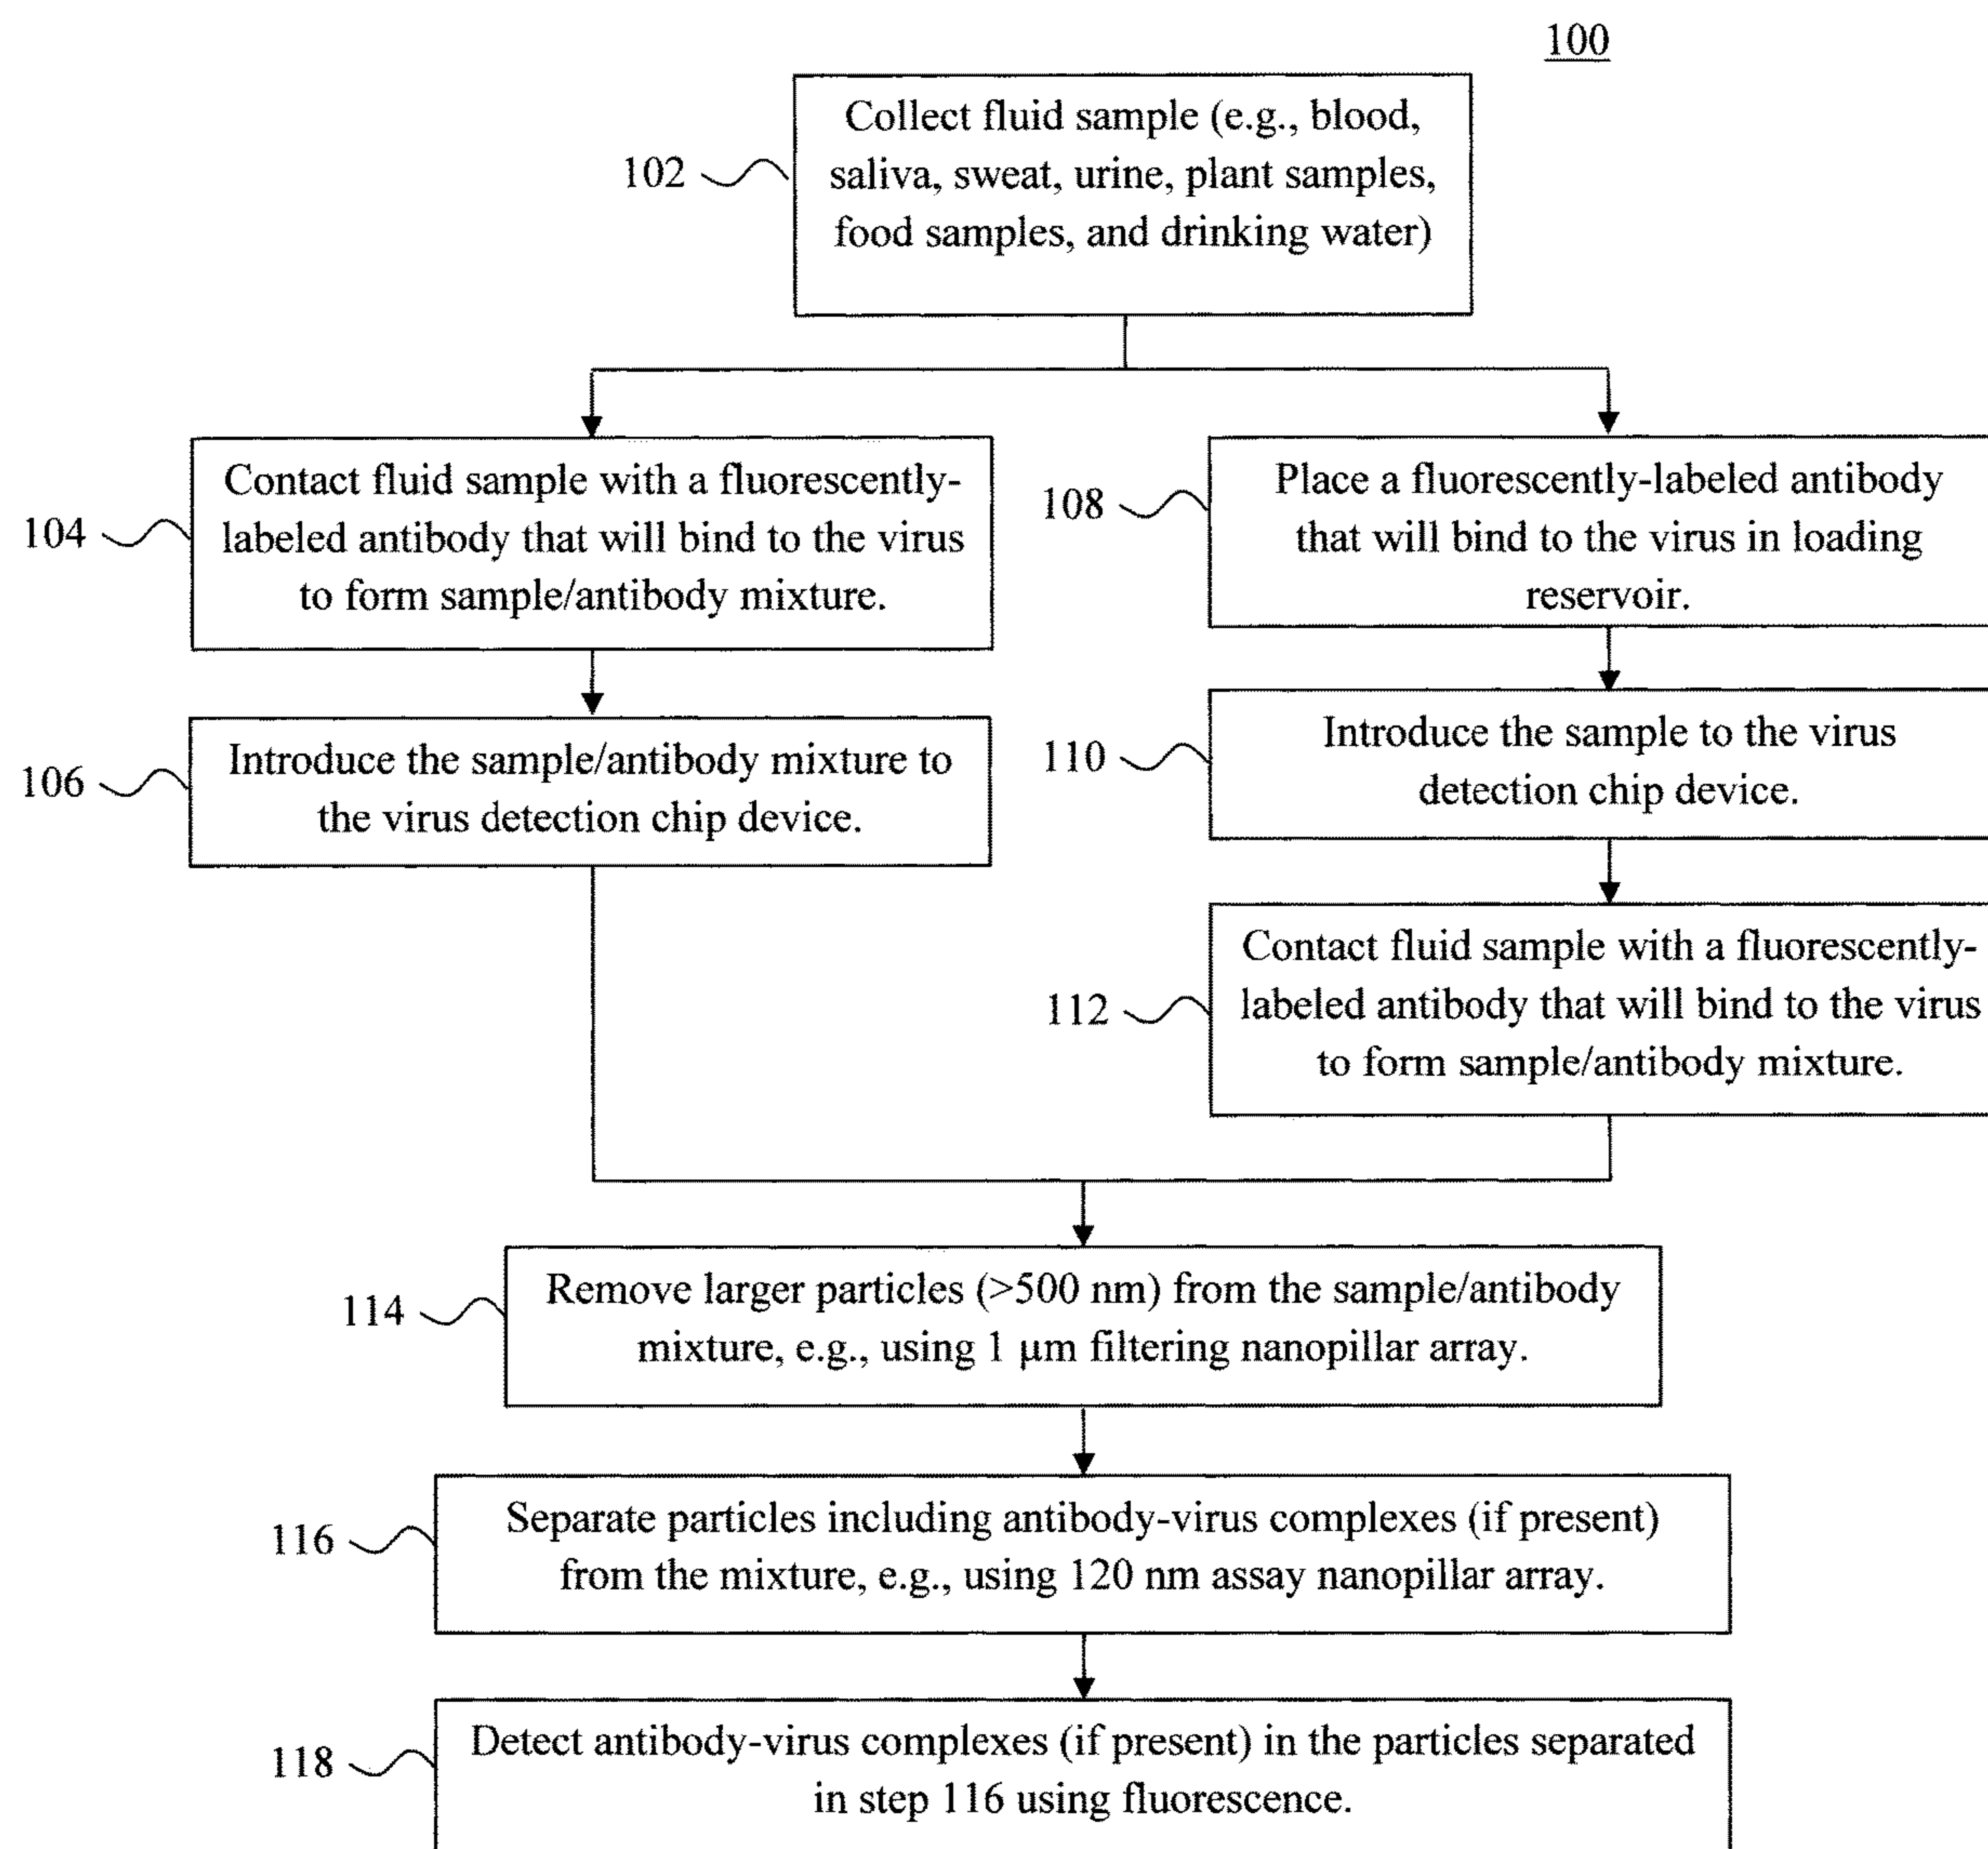 100
Collect fluid sample (e.g., blood,
saliva, sweat, urine, plant samples,
food samples, and drinking water)
102
Contact fluid sample with a fluorescently-
labeled antibody that will bind to the virus
to form sample/antibody mixture.
104
Introduce the sample/antibody mixture to
the virus detection chip device.
106
Place a fluorescently-labeled antibody
that will bind to the virus in loading
reservoir.
108
Introduce the sample to the virus
detection chip device.
110
Contact fluid sample with a fluorescently-
labeled antibody that will bind to the virus
to form sample/antibody mixture.
112
Remove larger particles (>500 nm) from the sample/antibody
mixture, e.g., using 1 μm filtering nanopillar array.
114
Separate particles including antibody-virus complexes (if present)
from the mixture, e.g., using 120 nm assay nanopillar array.
116
Detect antibody-virus complexes (if present) in the particles separated
in step 116 using fluorescence.
118